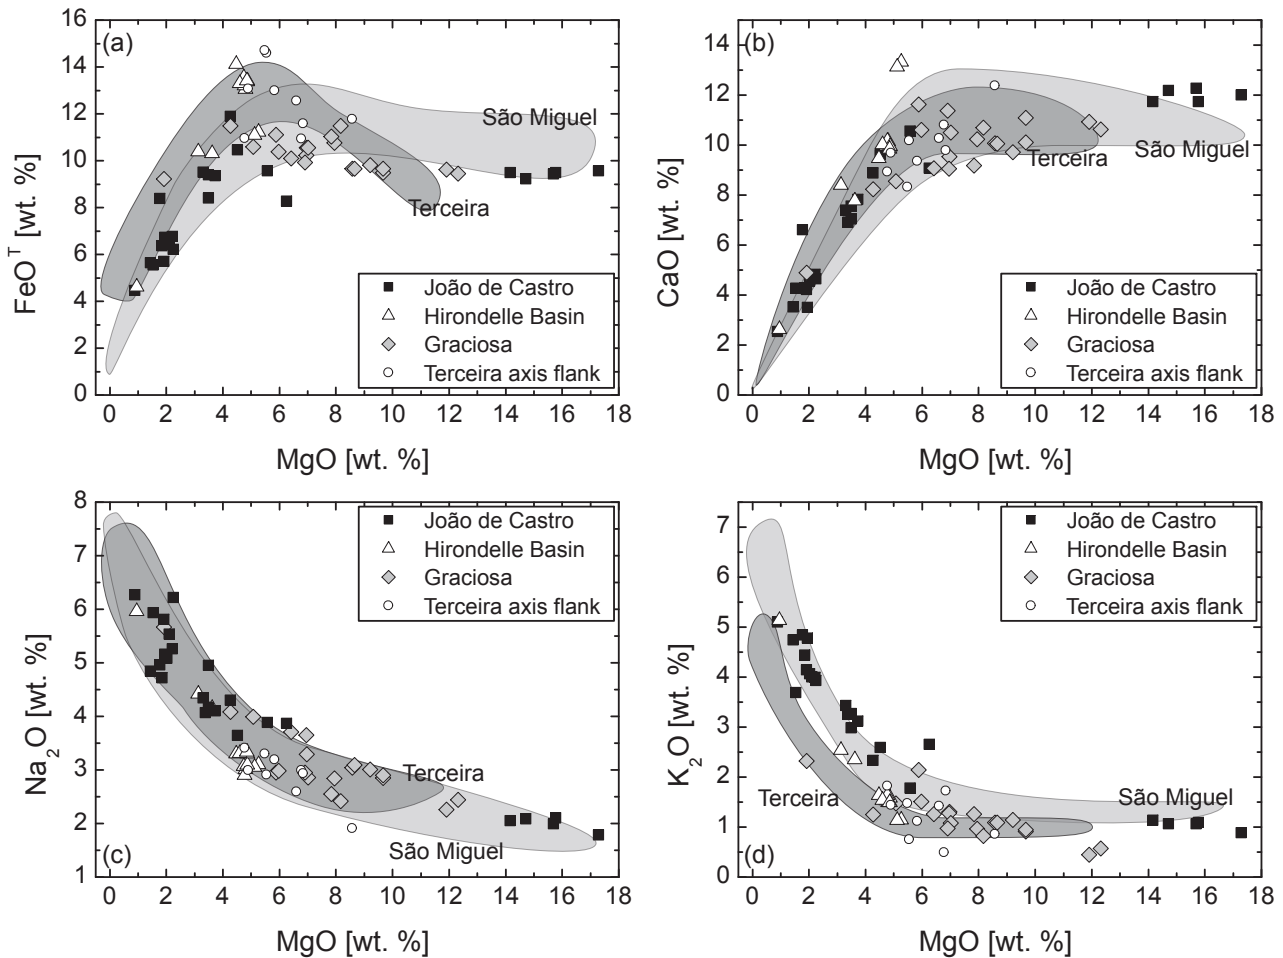 (a)
FeO^T [wt. %]
16
14
12
10
8
6
4
2
0
São Miguel
Terceira
João de Castro
Hirondelle Basin
Graciosa
Terceira axis flank
0 2 4 6 8 10 12 14 16 18
MgO [wt. %]
(b)
CaO [wt. %]
14
12
10
8
6
4
2
0
Terceira
São Miguel
João de Castro
Hirondelle Basin
Graciosa
Terceira axis flank
0 2 4 6 8 10 12 14 16 18
MgO [wt. %]
Na2O [wt. %]
8
7
6
5
4
3
2
1
João de Castro
Hirondelle Basin
Graciosa
Terceira axis flank
Terceira
São Miguel
(c)
0 2 4 6 8 10 12 14 16 18
MgO [wt. %]
K2O [wt. %]
7
6
5
4
3
2
1
0
João de Castro
Hirondelle Basin
Graciosa
Terceira axis flank
Terceira
São Miguel
(d)
0 2 4 6 8 10 12 14 16 18
MgO [wt. %]